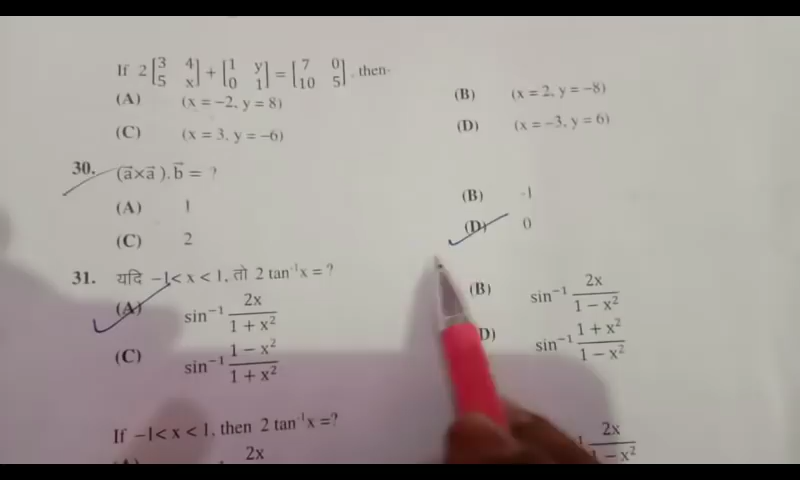 If 2 [3 4 5 x] + [1 y 0 1] = [7 0 10 5], then-
(A) (x = −2, y = 8) (B) (x = 2, y = −8)
(C) (x = 3, y = −6) (D) (x = −3, y = 6)
30. (a⃗×a⃗ ).b⃗ = ?
(A) 1 (B) -1
(C) 2 (D) 0
31. यदि −1< x < 1, तो 2 tan⁻¹x = ?
(A) sin⁻¹ 2x / 1 + x² (B) sin⁻¹ 2x / 1 − x²
(C) sin⁻¹ 1 − x² / 1 + x² D) sin⁻¹ 1 + x² / 1 − x²
If −1< x < 1, then 2 tan⁻¹x =?
2x 2x / 1 − x²